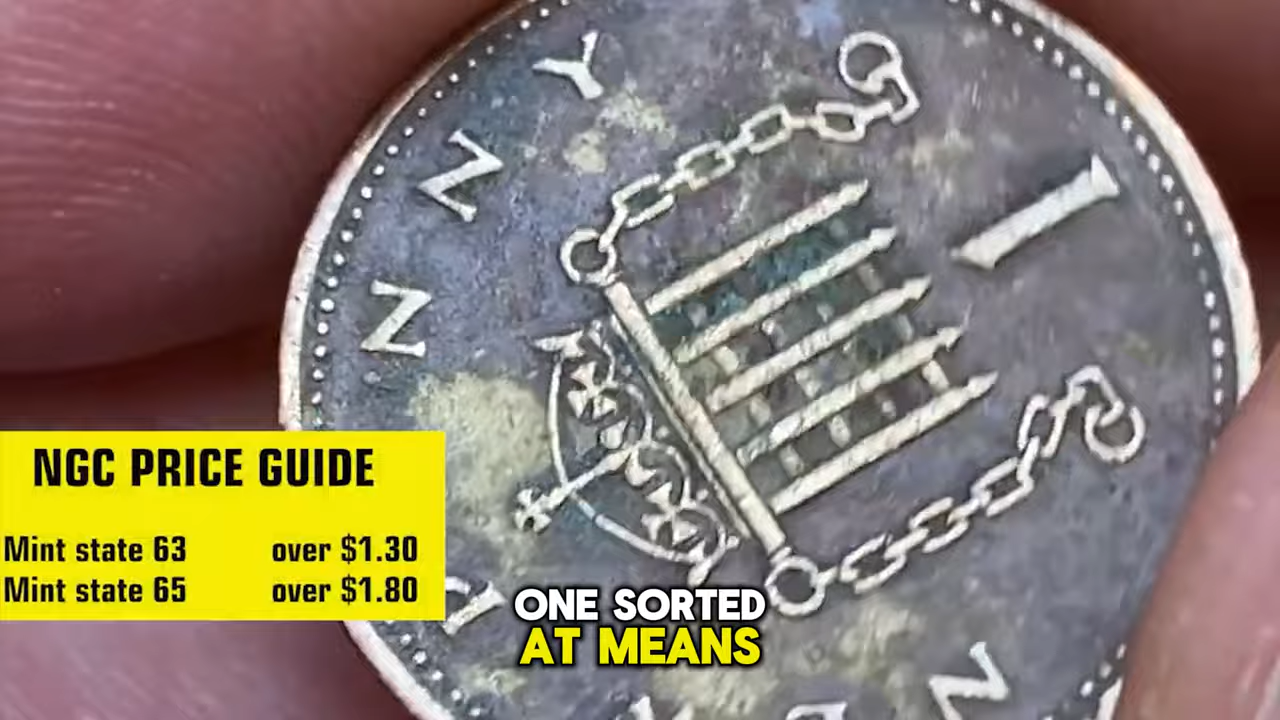 NNY
1
NGC PRICE GUIDE
Mint state 63 over $1.30
Mint state 65 over $1.80
ONE SORTED
AT MEANS